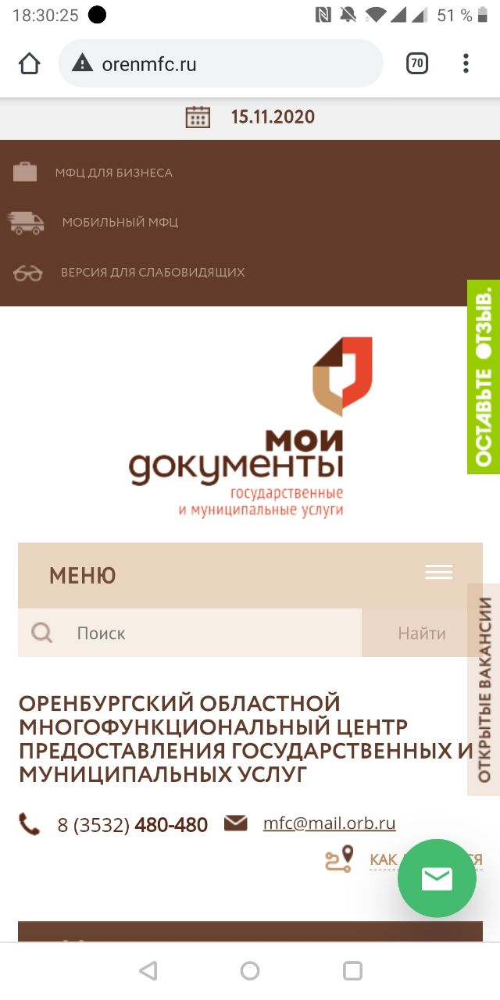 18:30:25
51 %
orenmfc.ru
70
15.11.2020
МФЦ ДЛЯ БИЗНЕСА
МОБИЛЬНЫЙ МФЦ
ВЕРСИЯ ДЛЯ СЛАБОВИДЯЩИХ
ОСТАВЬТЕ ОТЗЫВ.
мои
документы
государственные
и муниципальные услуги
МЕНЮ
Поиск
Найти
ОТКРЫТЫЕ ВАКАНСИИ
ОРЕНБУРГСКИЙ ОБЛАСТНОЙ
МНОГОФУНКЦИОНАЛЬНЫЙ ЦЕНТР
ПРЕДОСТАВЛЕНИЯ ГОСУДАРСТВЕННЫХ И
МУНИЦИПАЛЬНЫХ УСЛУГ
8 (3532) 480-480
mfc@mail.orb.ru
КАК